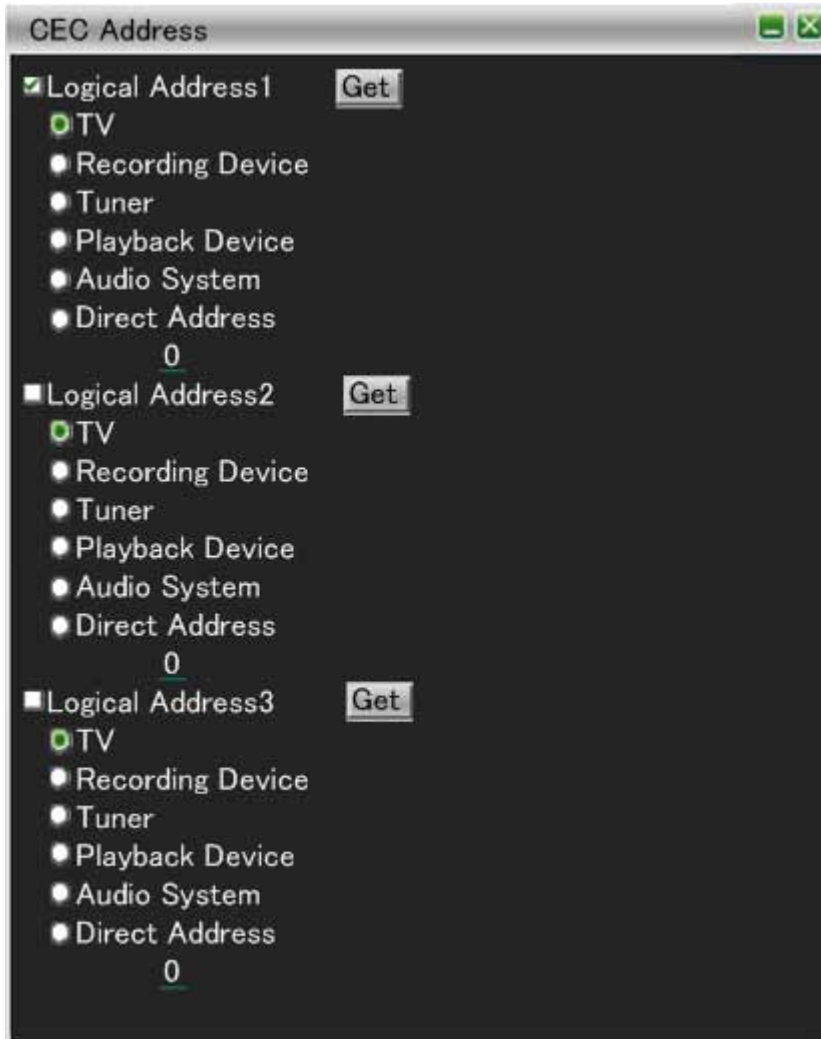 CEC Address
Logical Address1 Get
TV
Recording Device
Tuner
Playback Device
Audio System
Direct Address
0
Logical Address2 Get
TV
Recording Device
Tuner
Playback Device
Audio System
Direct Address
0
Logical Address3 Get
TV
Recording Device
Tuner
Playback Device
Audio System
Direct Address
0